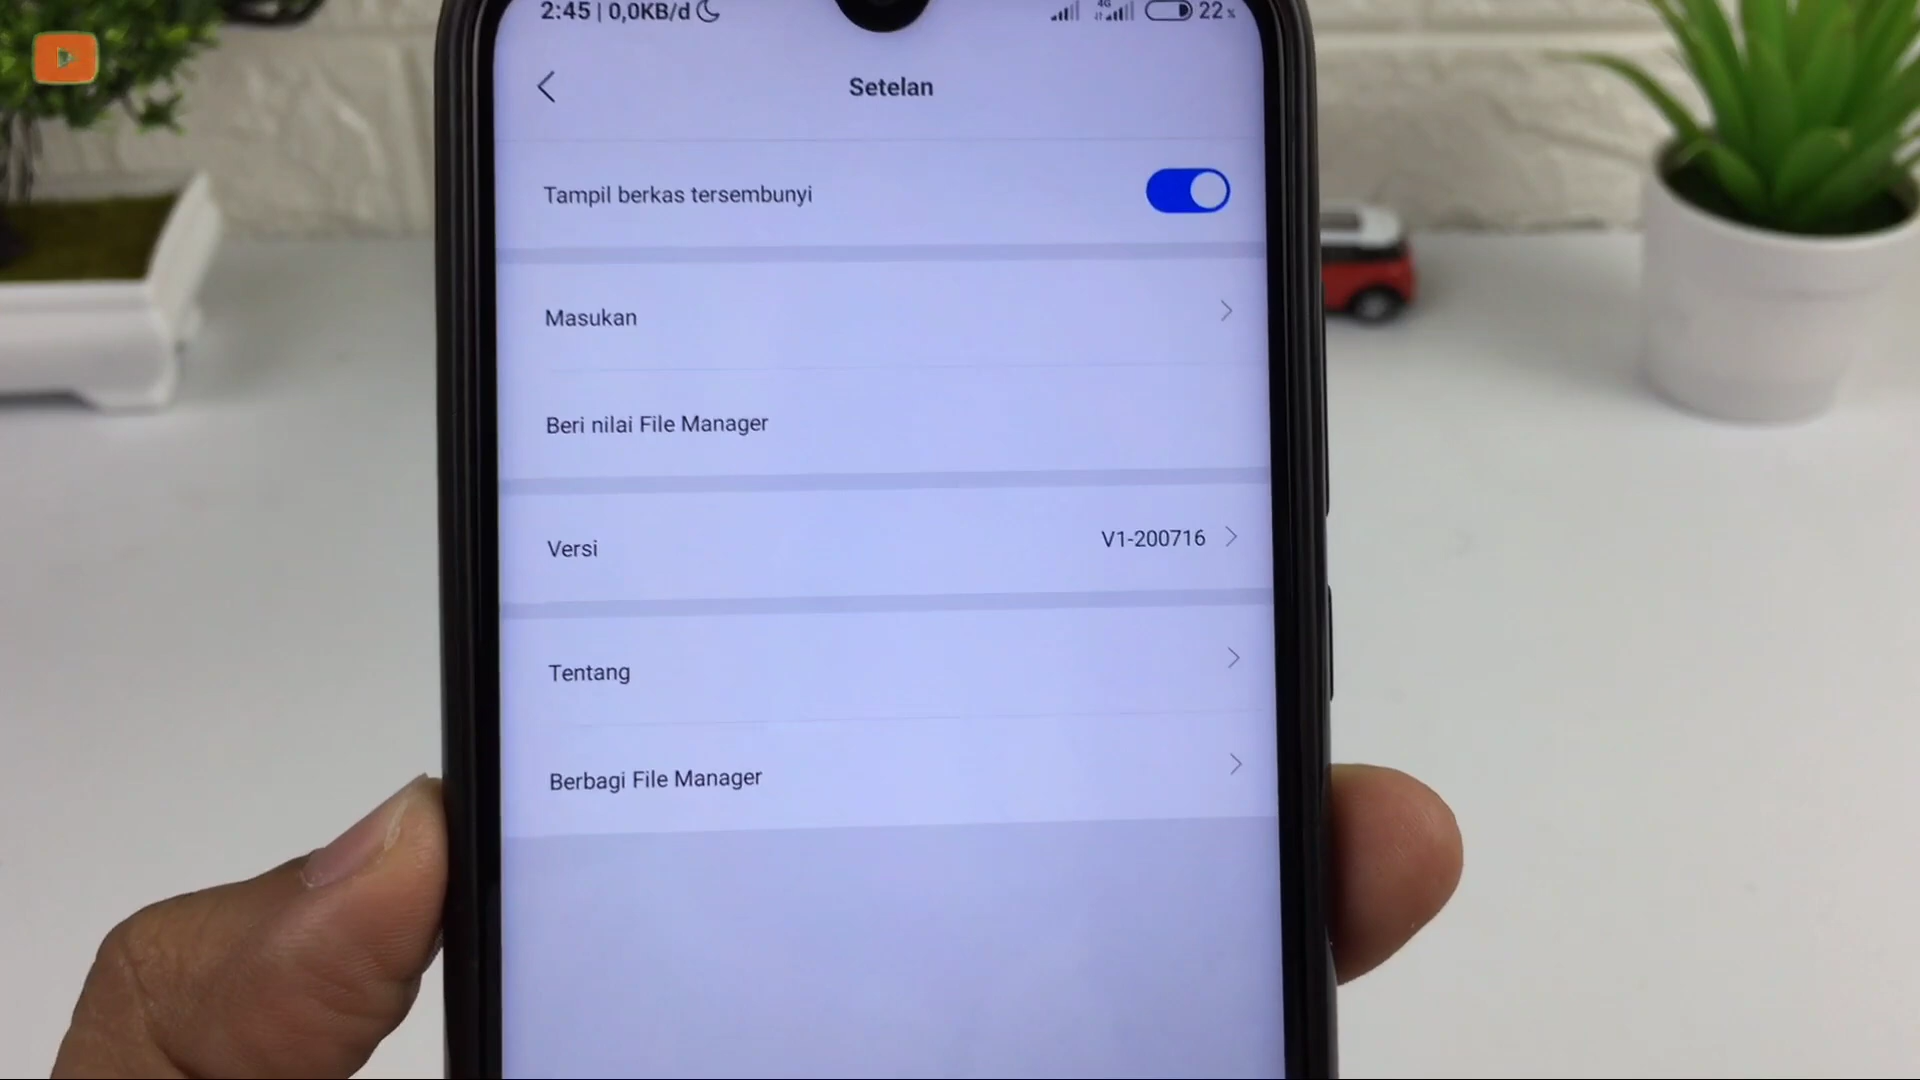 2:45 | 0,0KB/d 4G 22%
Setelan
Tampil berkas tersembunyi
Masukan
Beri nilai File Manager
Versi V1-200716
Tentang
Berbagi File Manager